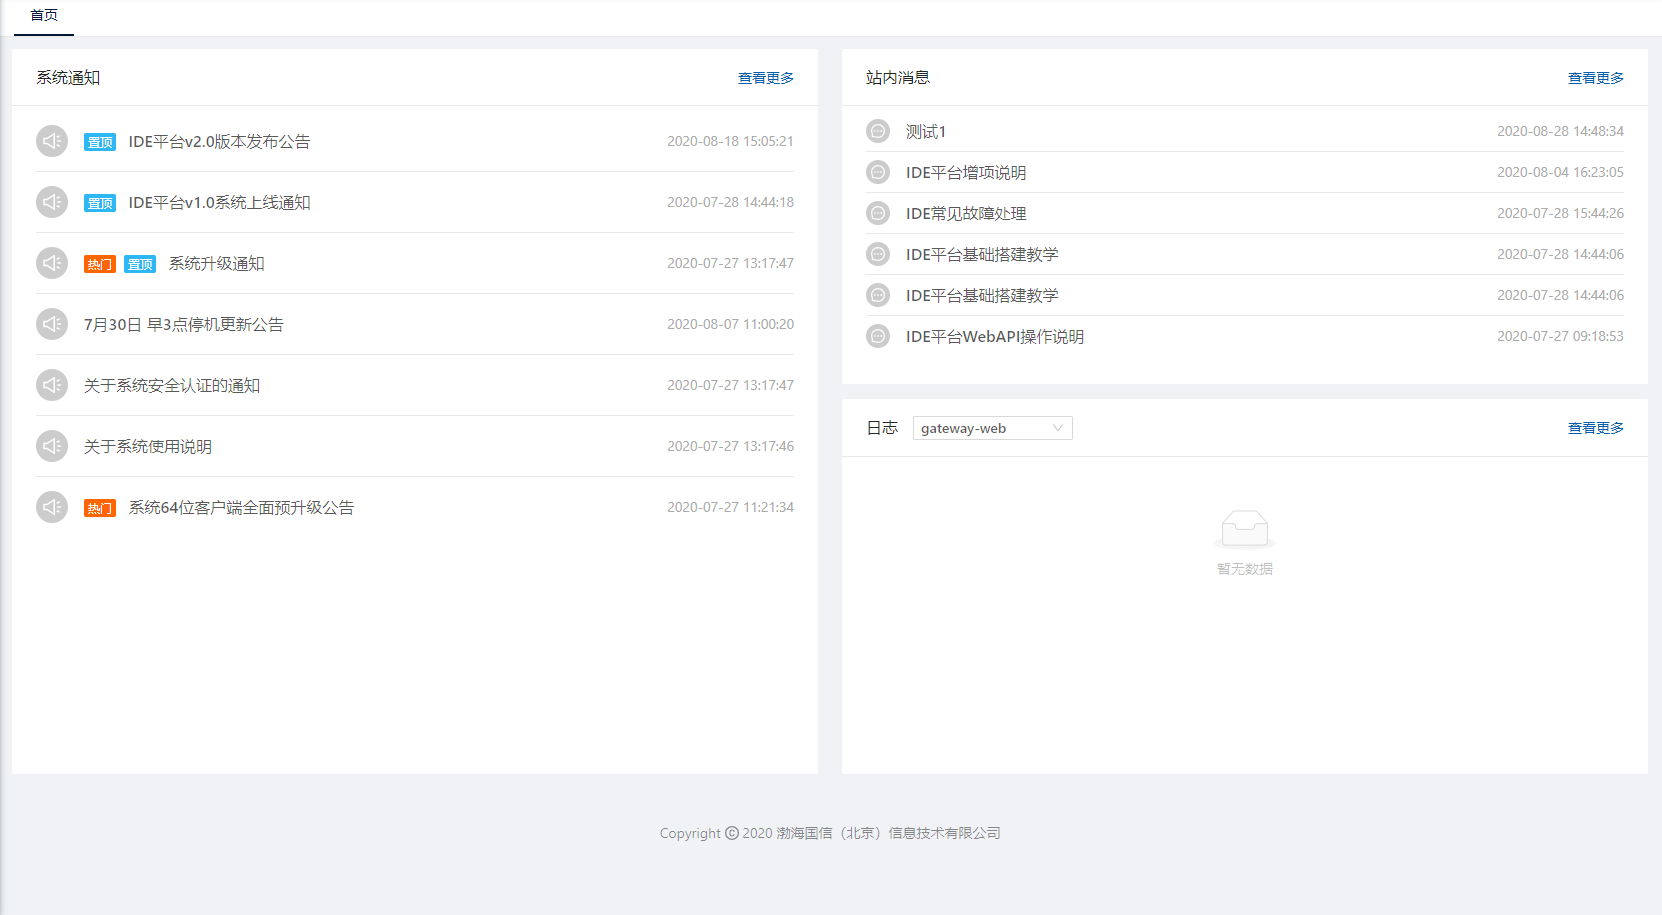 首页
系统通知 查看更多
置顶 IDE平台v2.0版本发布公告 2020-08-18 15:05:21
置顶 IDE平台v1.0系统上线通知 2020-07-28 14:44:18
热门 置顶 系统升级通知 2020-07-27 13:17:47
7月30日 早3点停机更新公告 2020-08-07 11:00:20
关于系统安全认证的通知 2020-07-27 13:17:47
关于系统使用说明 2020-07-27 13:17:46
热门 系统64位客户端全面预升级公告 2020-07-27 11:21:34
站内消息 查看更多
测试1 2020-08-28 14:48:34
IDE平台增项说明 2020-08-04 16:23:05
IDE常见故障处理 2020-07-28 15:44:26
IDE平台基础搭建教学 2020-07-28 14:44:06
IDE平台基础搭建教学 2020-07-28 14:44:06
IDE平台WebAPI操作说明 2020-07-27 09:18:53
日志 gateway-web 查看更多
暂无数据
Copyright © 2020 渤海国信（北京）信息技术有限公司